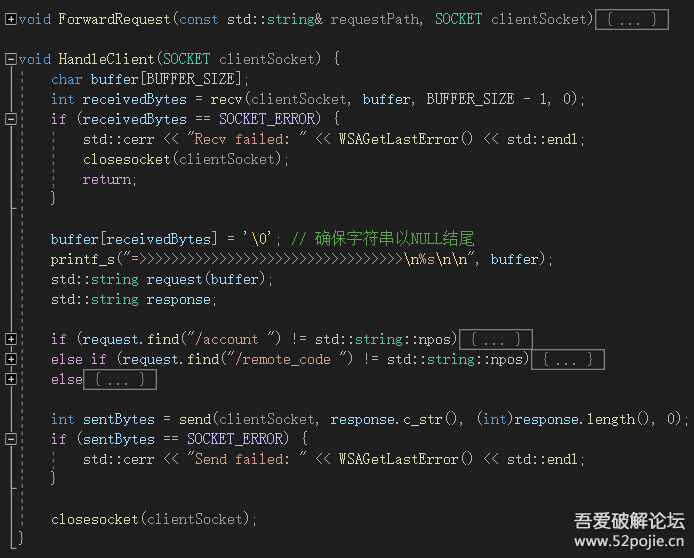 void ForwardRequest(const std::string& requestPath, SOCKET clientSocket){ ... }
void HandleClient(SOCKET clientSocket) {
char buffer[BUFFER_SIZE];
int receivedBytes = recv(clientSocket, buffer, BUFFER_SIZE - 1, 0);
if (receivedBytes == SOCKET_ERROR) {
std::cerr << "Recv failed: " << WSAGetLastError() << std::endl;
closesocket(clientSocket);
return;
}
buffer[receivedBytes] = '\0'; // 确保字符串以NULL结尾
printf_s("=>>>>>>>>>>>>>>>>>>>>>>>>>>>>>>>>>\n%s\n\n", buffer);
std::string request(buffer);
std::string response;
if (request.find("/account ") != std::string::npos){ ... }
else if (request.find("/remote_code ") != std::string::npos){ ... }
else{ ... }
int sentBytes = send(clientSocket, response.c_str(), (int)response.length(), 0);
if (sentBytes == SOCKET_ERROR) {
std::cerr << "Send failed: " << WSAGetLastError() << std::endl;
}
closesocket(clientSocket);
}
吾爱破解论坛
www.52pojie.cn